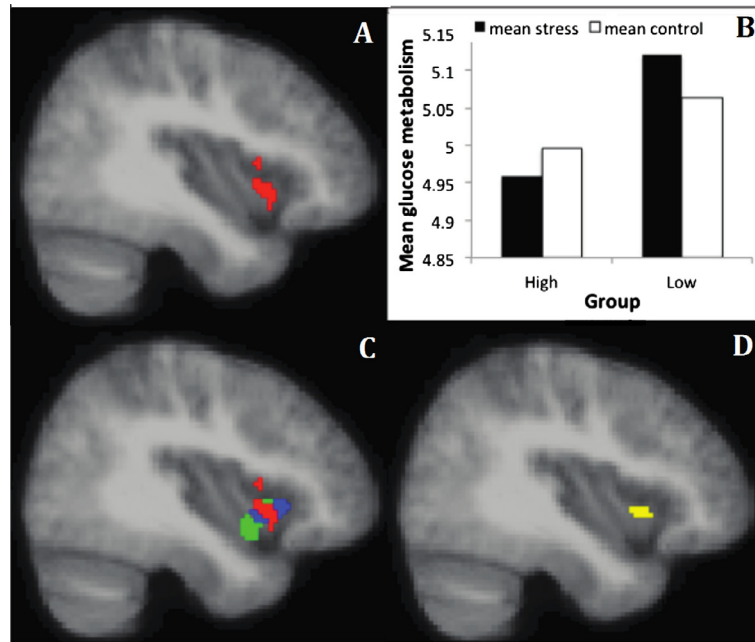 A
B
mean stress mean control
Mean glucose metabolism
5.15
5.1
5.05
5
4.95
4.9
4.85
High Low
Group
C
D